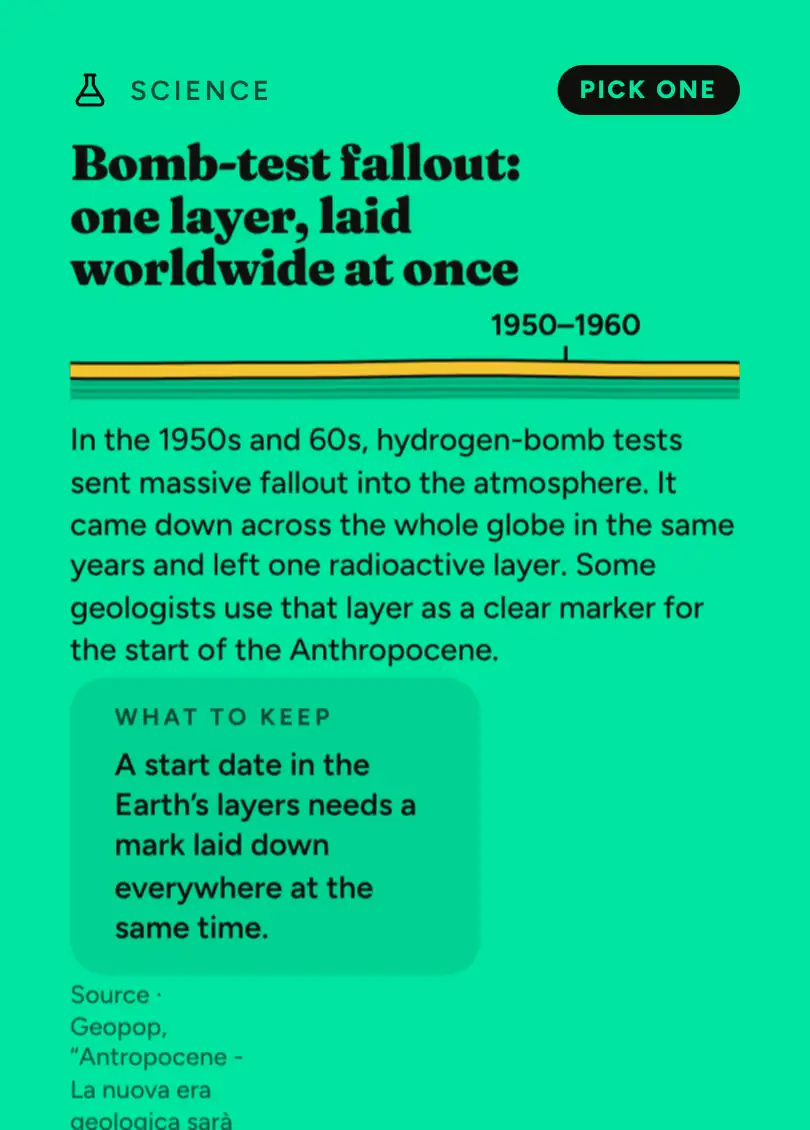 SCIENCE
PICK ONE
Bomb-test fallout:
one layer, laid
worldwide at once
1950–1960
In the 1950s and 60s, hydrogen-bomb tests
sent massive fallout into the atmosphere. It
came down across the whole globe in the same
years and left one radioactive layer. Some
geologists use that layer as a clear marker for
the start of the Anthropocene.
WHAT TO KEEP
A start date in the
Earth’s layers needs a
mark laid down
everywhere at the
same time.
Source ·
Geopop,
“Antropocene -
La nuova era
geologica sarà